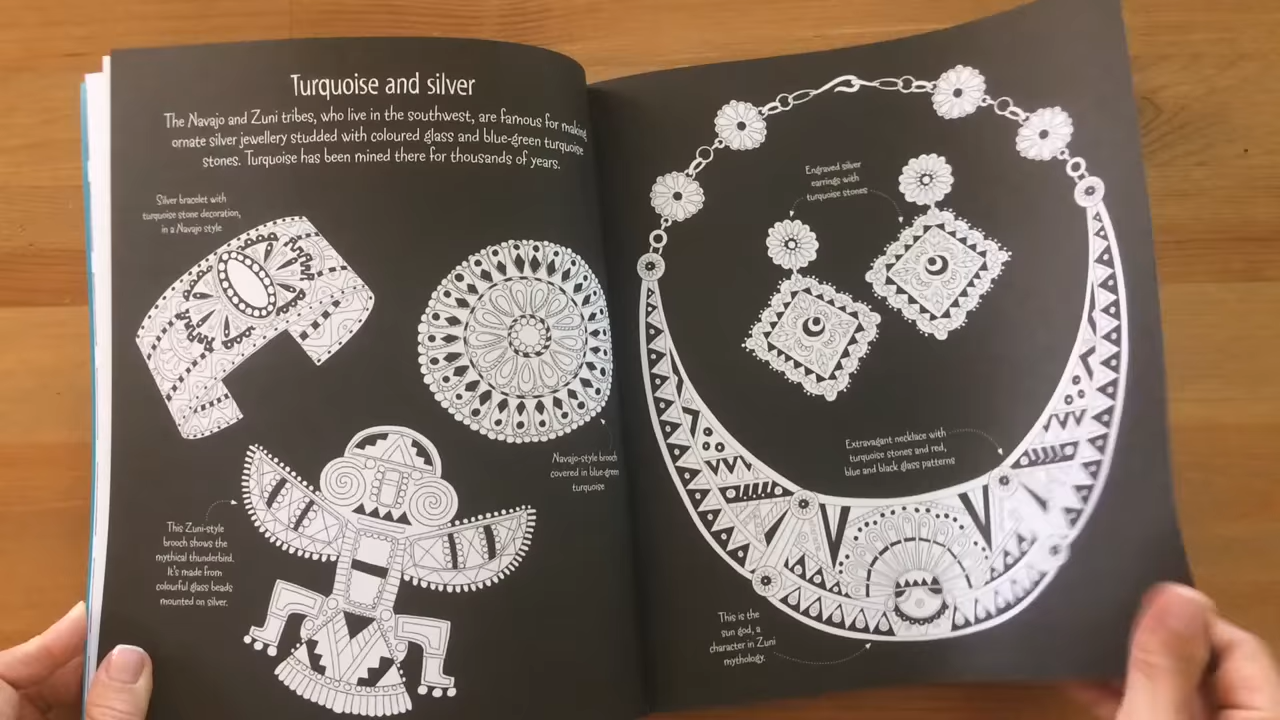 Turquoise and silver
The Navajo and Zuni tribes, who live in the southwest, are famous for making
ornate silver jewellery studded with coloured glass and blue-green turquoise
stones. Turquoise has been mined there for thousands of years.
Silver bracelet with
turquoise stone decoration,
in a Navajo style
Navajo-style brooch
covered in blue-green
turquoise
This Zuni-style
brooch shows the
mythical thunderbird.
It's made from
colourful glass beads
mounted on silver.
Engraved silver
earrings with
turquoise stones
Extravagant necklace with
turquoise stones and red,
blue and black glass patterns
This is the
sun god, a
character in Zuni
mythology.